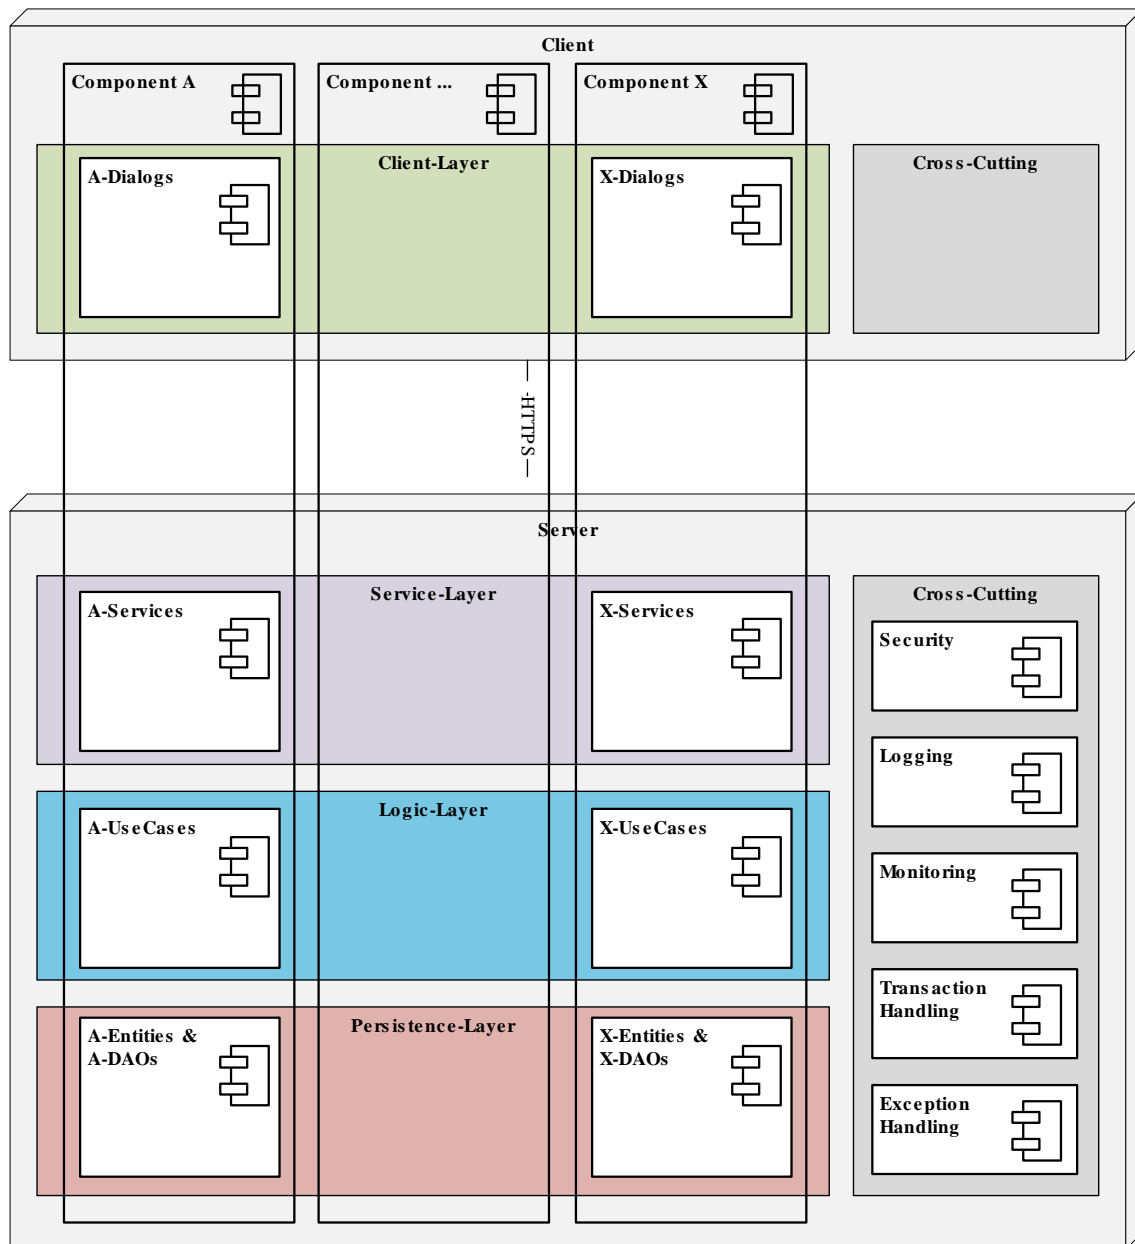 Client
Component A
Component ...
Component X
Client-Layer
Cross-Cutting
A-Dialogs
X-Dialogs
HTTPS
Server
Service-Layer
Cross-Cutting
A-Services
X-Services
Security
Logging
Logic-Layer
A-UseCases
X-UseCases
Monitoring
Transaction
Handling
Persistence-Layer
A-Entities &
A-DAOs
X-Entities &
X-DAOs
Exception
Handling